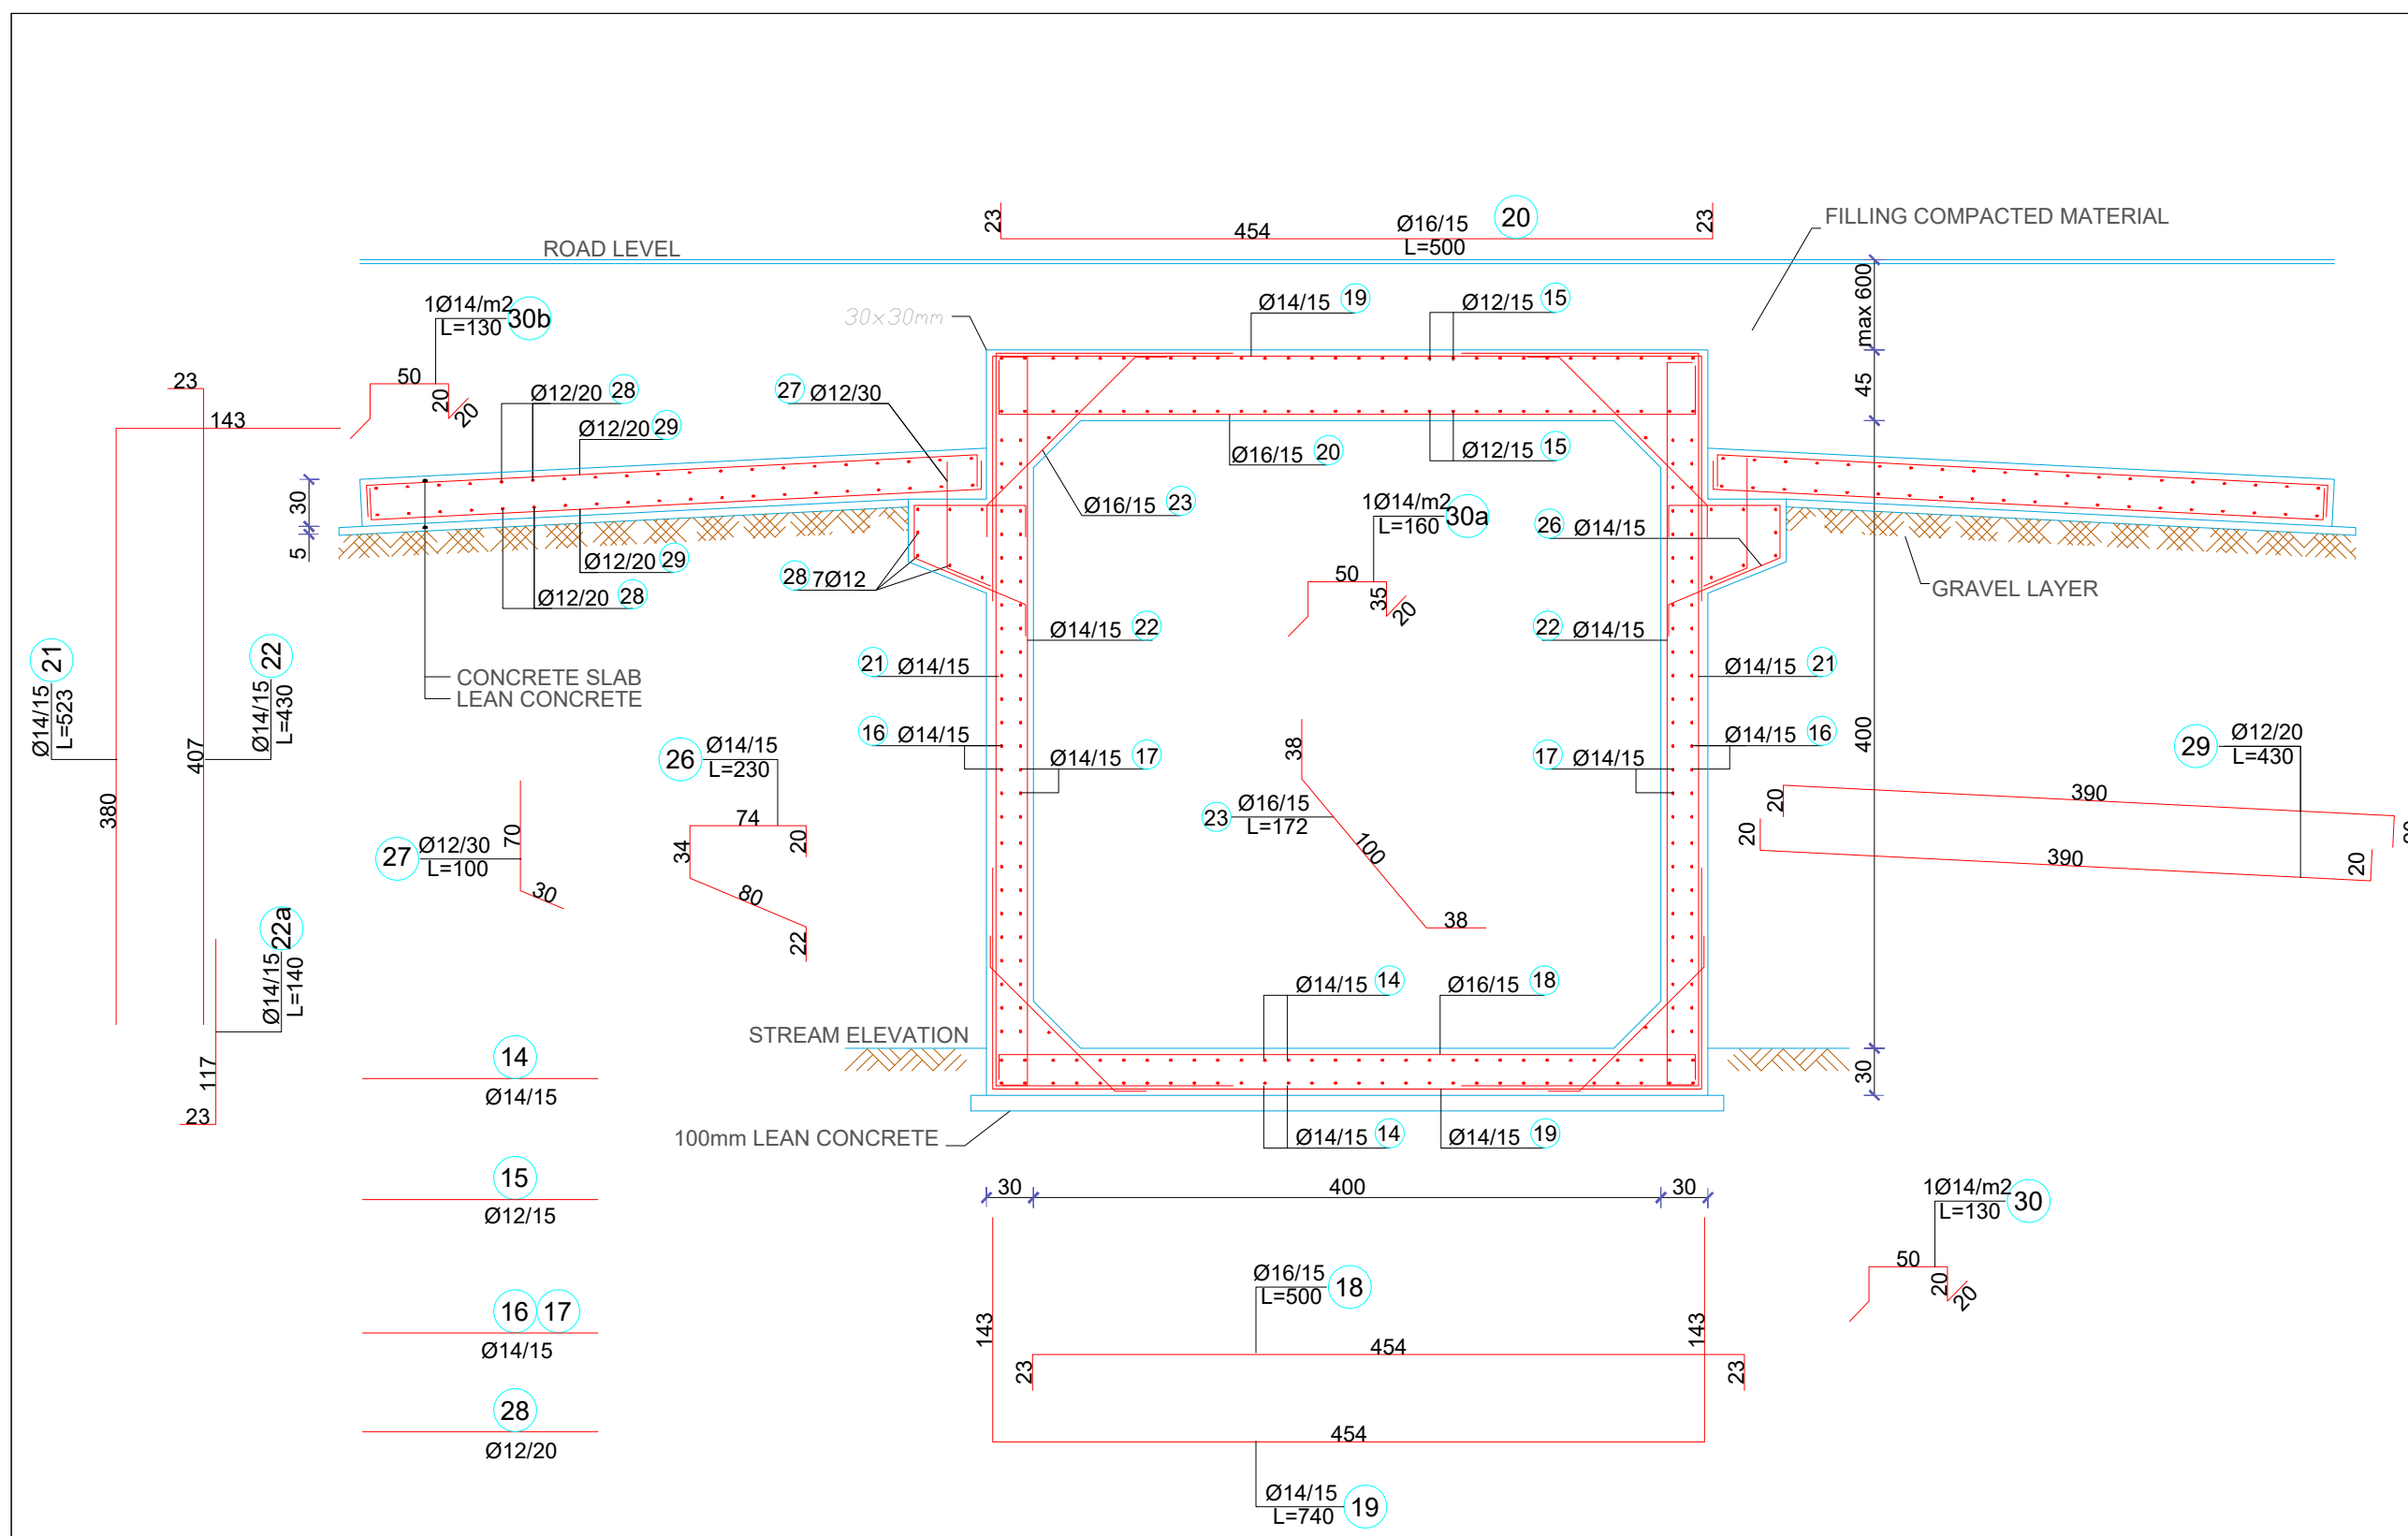 23
454
Ø16/15
L=500
20
23
FILLING COMPACTED MATERIAL
ROAD LEVEL
max 600
1Ø14/m2
L=130
30b
30x30mm
Ø14/15 19
Ø12/15 15
23
50
20
20
143
Ø12/20 28
Ø12/20 29
27 Ø12/30
45
Ø16/15 20
Ø12/15 15
Ø16/15 23
1Ø14/m2
L=160
30a
26 Ø14/15
30
5
Ø12/20 29
Ø12/20 28
28 7Ø12
50
35
20
GRAVEL LAYER
Ø14/15 22
22 Ø14/15
21 Ø14/15
Ø14/15 21
21
Ø14/15
L=523
22
Ø14/15
L=430
CONCRETE SLAB
LEAN CONCRETE
16 Ø14/15
Ø14/15 17
17 Ø14/15
Ø14/15 16
400
29
Ø12/20
L=430
407
380
26
Ø14/15
L=230
38
23
Ø16/15
L=172
100
38
20
390
20
20
390
20
27
Ø12/30
L=100
70
30
74
34
20
80
22
22a
Ø14/15
L=140
117
23
Ø14/15 14
Ø16/15 18
STREAM ELEVATION
30
14
Ø14/15
100mm LEAN CONCRETE
Ø14/15 14
Ø14/15 19
15
Ø12/15
30
400
30
1Ø14/m2
L=130
30
50
20
20
16 17
Ø14/15
Ø16/15
L=500
18
143
143
454
23
23
28
Ø12/20
454
Ø14/15
L=740
19